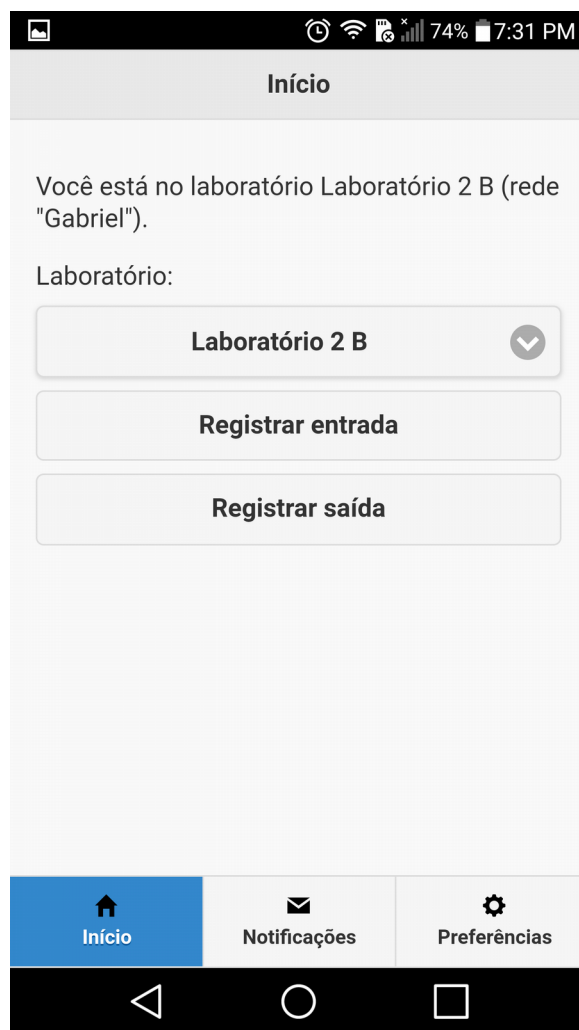 74% 7:31 PM
Início
Você está no laboratório Laboratório 2 B (rede
"Gabriel").
Laboratório:
Laboratório 2 B
Registrar entrada
Registrar saída
Início Notificações Preferências